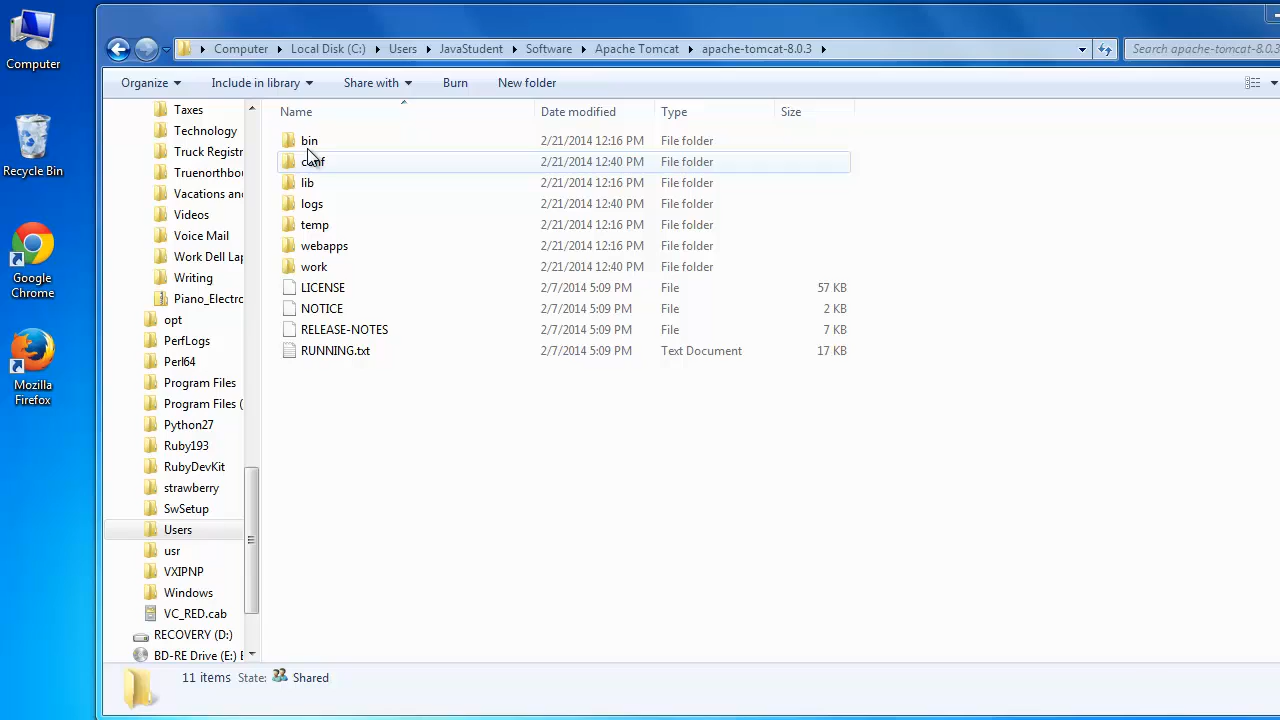 Computer
Recycle Bin
Google
Chrome
Mozilla
Firefox
Computer Local Disk (C:) Users JavaStudent Software Apache Tomcat apache-tomcat-8.0.3
Search apache-tomcat-8.0.3
Organize Include in library Share with Burn New folder
Taxes
Technology
Truck Registr
Truenorthbou
Vacations and
Videos
Voice Mail
Work Dell Lap
Writing
Piano_Electro
opt
PerfLogs
Perl64
Program Files
Program Files (
Python27
Ruby193
RubyDevKit
strawberry
SwSetup
Users
usr
VXIPNP
Windows
VC_RED.cab
RECOVERY (D:)
BD-RE Drive (E:)
Name Date modified Type Size
bin 2/21/2014 12:16 PM File folder
conf 2/21/2014 12:40 PM File folder
lib 2/21/2014 12:16 PM File folder
logs 2/21/2014 12:40 PM File folder
temp 2/21/2014 12:16 PM File folder
webapps 2/21/2014 12:16 PM File folder
work 2/21/2014 12:40 PM File folder
LICENSE 2/7/2014 5:09 PM File 57 KB
NOTICE 2/7/2014 5:09 PM File 2 KB
RELEASE-NOTES 2/7/2014 5:09 PM File 7 KB
RUNNING.txt 2/7/2014 5:09 PM Text Document 17 KB
11 items State: Shared